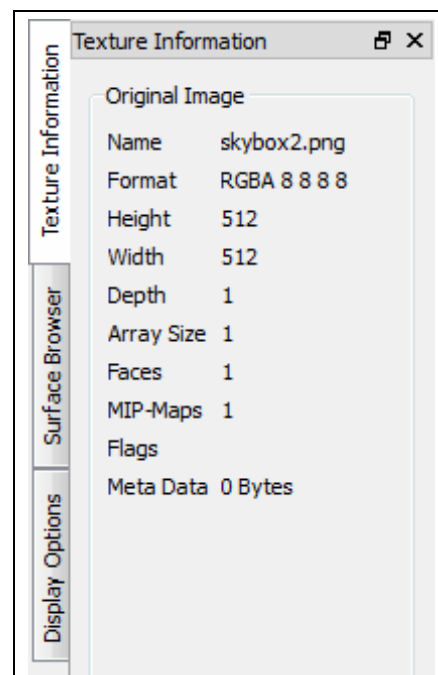 Texture Information
Original Image
Name skybox2.png
Format RGBA 8 8 8 8
Height 512
Width 512
Depth 1
Array Size 1
Faces 1
MIP-Maps 1
Flags
Meta Data 0 Bytes
Texture Information
Surface Browser
Display Options